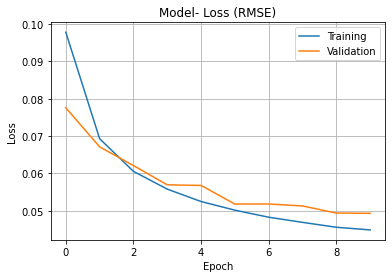 Model- Loss (RMSE)
0.10
0.09
0.08
0.07
0.06
0.05
Loss
Training
Validation
0 2 4 6 8
Epoch